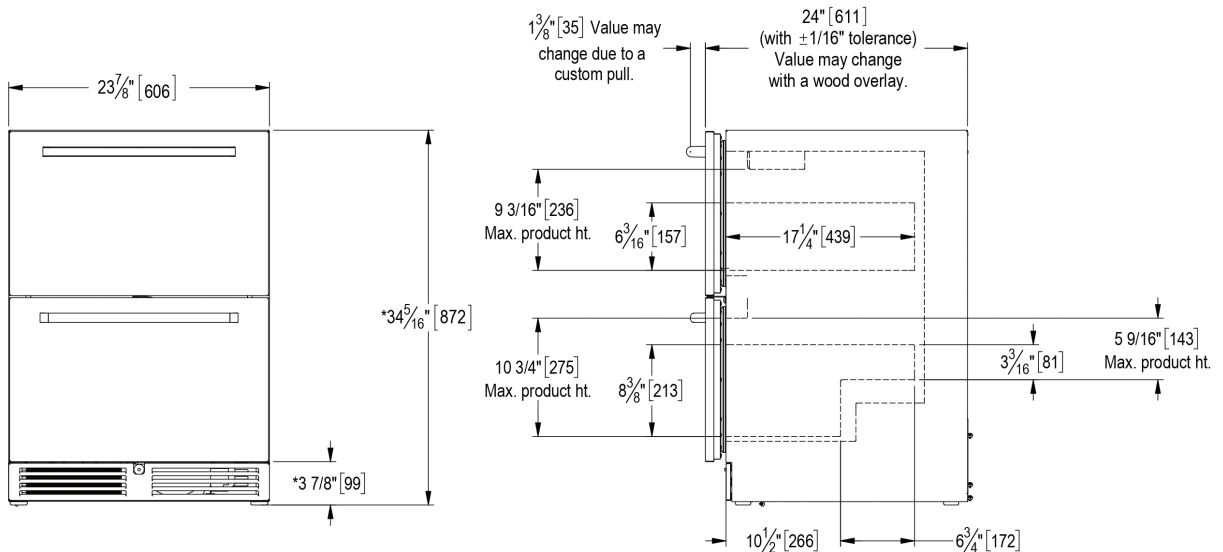 1 3/8" [35] Value may
change due to a
custom pull.
24" [611]
(with ±1/16" tolerance)
Value may change
with a wood overlay.
23 7/8" [606]
9 3/16" [236]
Max. product ht.
6 3/16" [157]
17 1/4" [439]
*34 5/16" [872]
10 3/4" [275]
Max. product ht.
8 3/8" [213]
3 3/16" [81]
5 9/16" [143]
Max. product ht.
*3 7/8" [99]
10 1/2" [266]
6 3/4" [172]